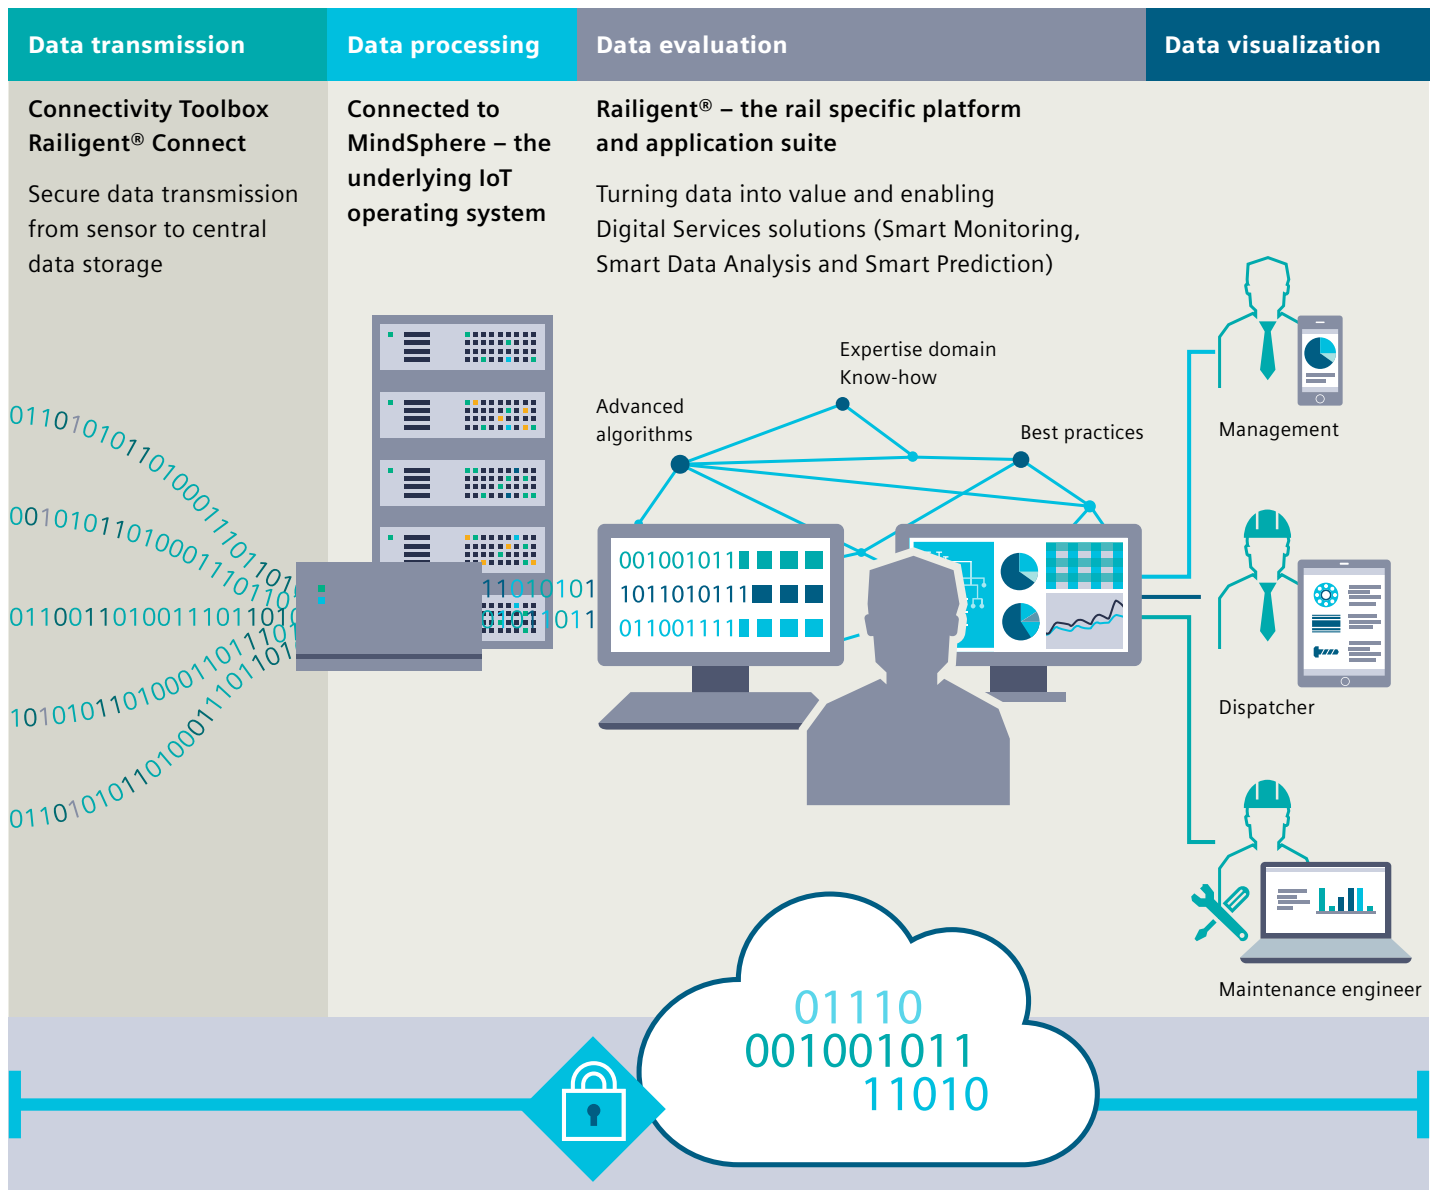 Data transmission
Data processing
Data evaluation
Data visualization
Connectivity Toolbox
Railigent® Connect
Secure data transmission
from sensor to central
data storage
Connected to
MindSphere – the
underlying IoT
operating system
Railigent® – the rail specific platform
and application suite
Turning data into value and enabling
Digital Services solutions (Smart Monitoring,
Smart Data Analysis and Smart Prediction)
Expertise domain
Know-how
Advanced
algorithms
Best practices
Management
Dispatcher
Maintenance engineer
001001011
1011010111
011001111
11010101
01110
001001011
11010